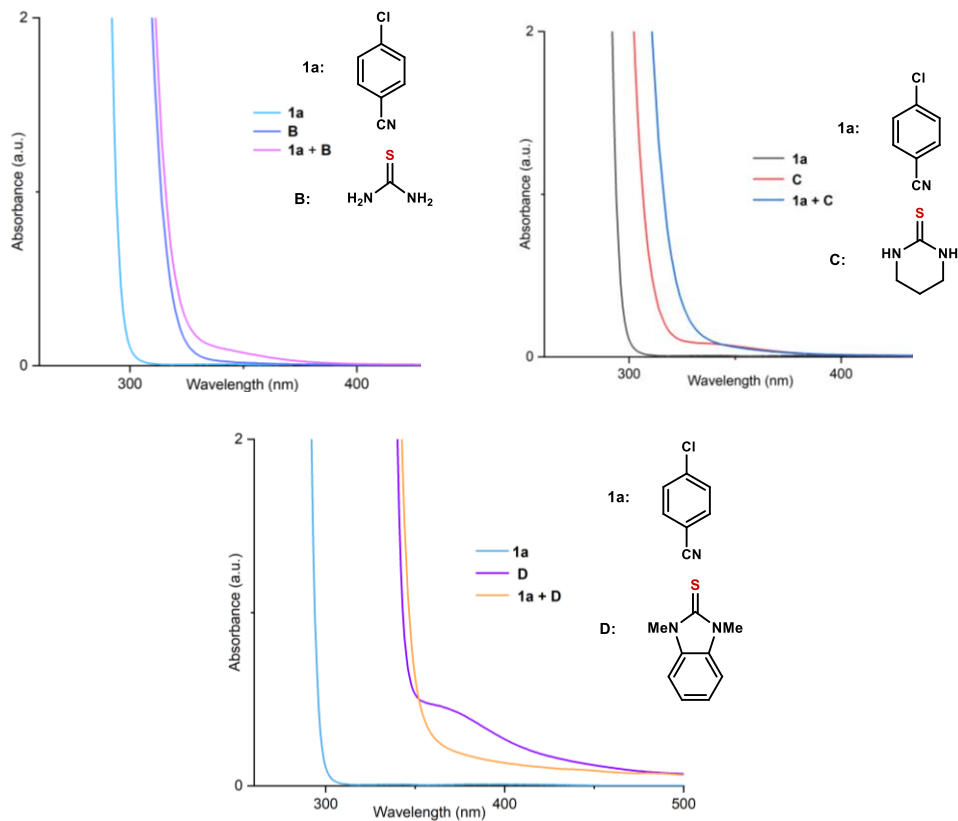 2
Absorbance (a.u.)
0
300
400
Wavelength (nm)
1a
B
1a + B
1a:
Cl
CN
B:
S
H2N
NH2
2
Absorbance (a.u.)
0
300
400
Wavelength (nm)
1a
C
1a + C
1a:
Cl
CN
C:
S
HN
NH
2
Absorbance (a.u.)
0
300
400
500
Wavelength (nm)
1a
D
1a + D
1a:
Cl
CN
D:
S
MeN
NMe